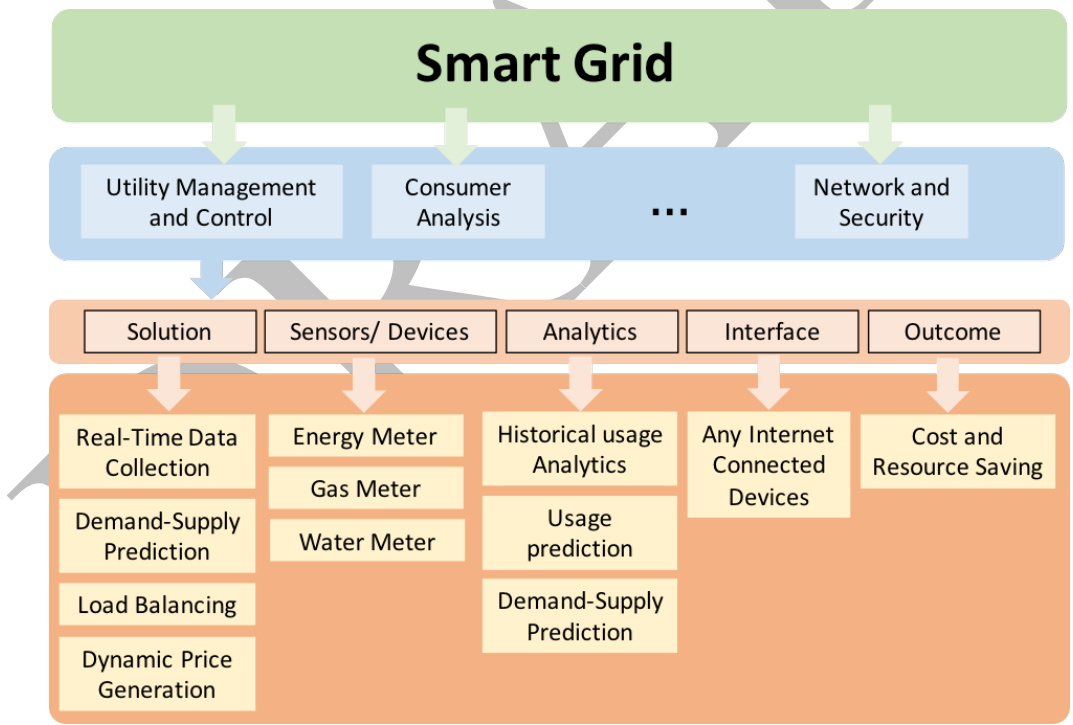 Smart Grid
Utility Management
and Control
Consumer
Analysis
...
Network and
Security
Solution
Sensors/ Devices
Analytics
Interface
Outcome
Real-Time Data
Collection
Demand-Supply
Prediction
Load Balancing
Dynamic Price
Generation
Energy Meter
Gas Meter
Water Meter
Historical usage
Analytics
Usage
prediction
Demand-Supply
Prediction
Any Internet
Connected
Devices
Cost and
Resource Saving